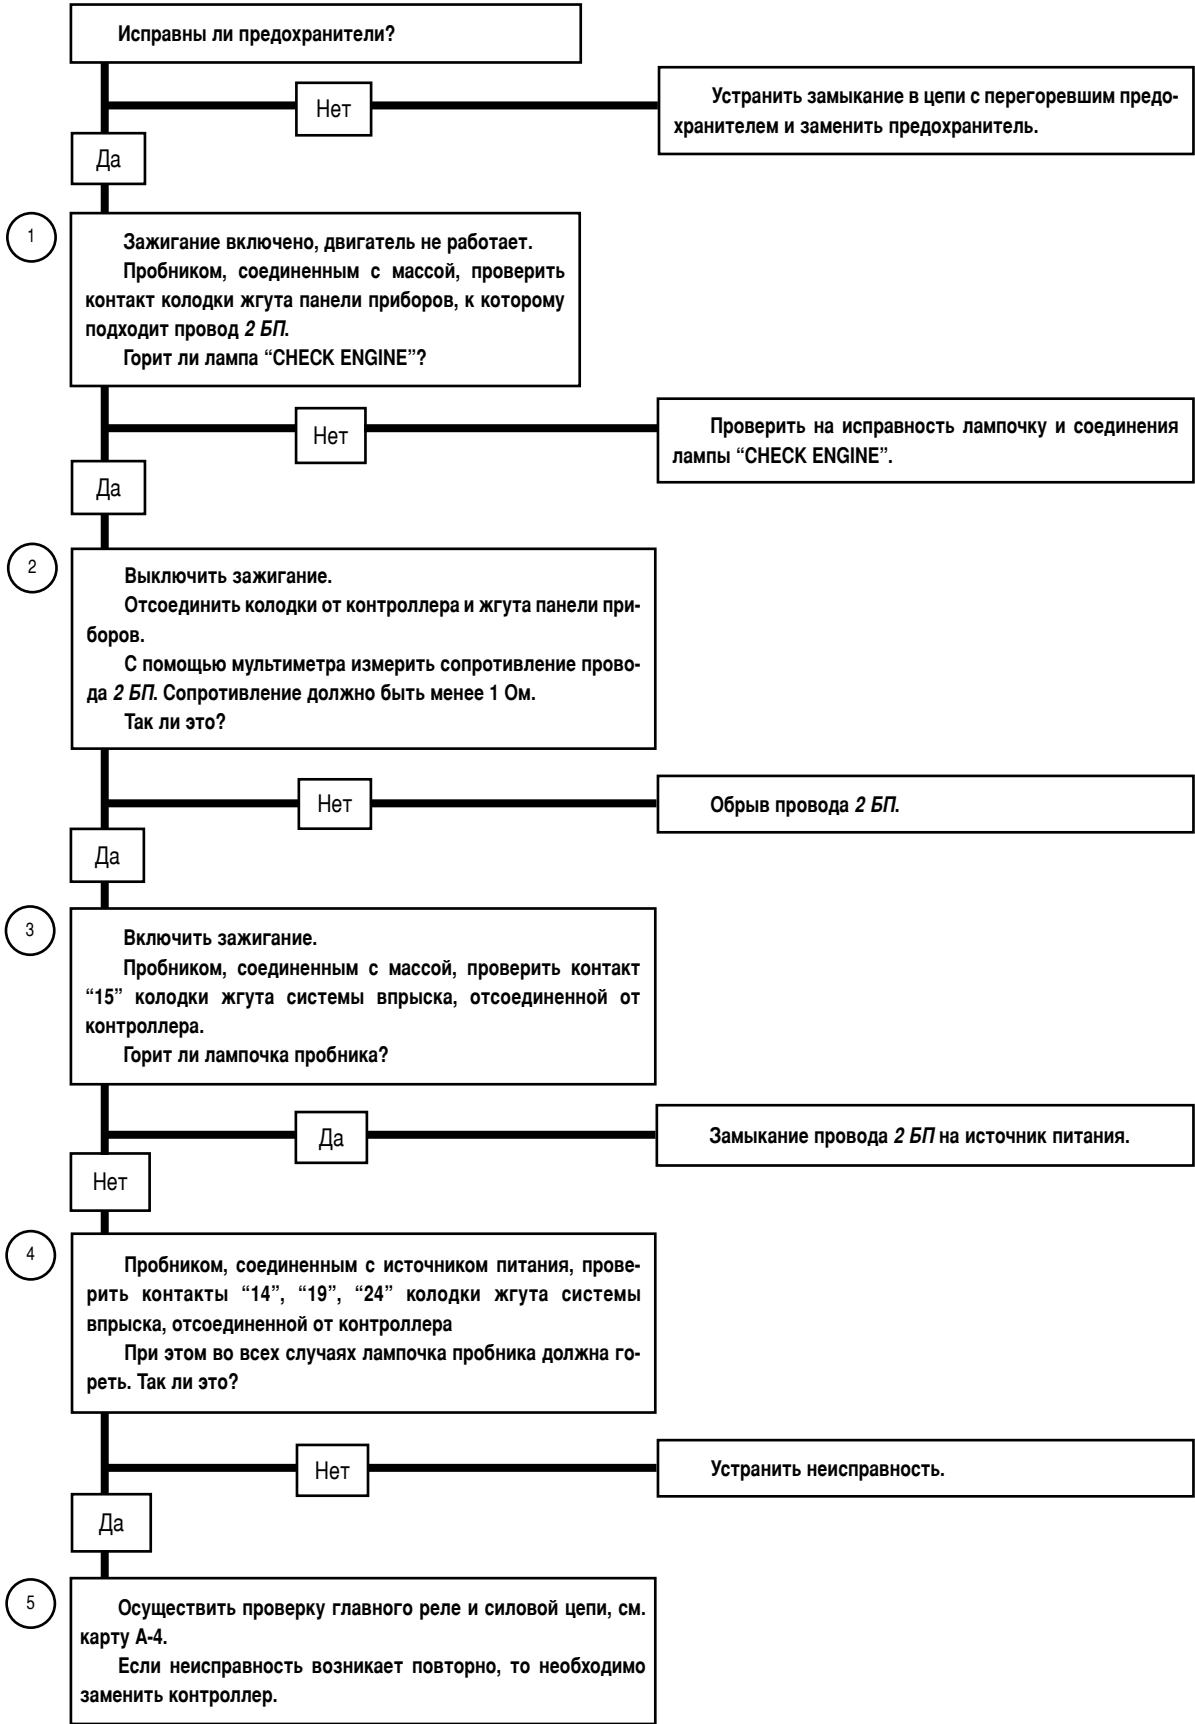 Исправны ли предохранители?
Нет
Устранить замыкание в цепи с перегоревшим предо-
хранителем и заменить предохранитель.
Да
1
Зажигание включено, двигатель не работает.
Пробником, соединенным с массой, проверить
контакт колодки жгута панели приборов, к которому
подходит провод 2 БП.
Горит ли лампа “CHECK ENGINE”?
Нет
Проверить на исправность лампочку и соединения
лампы “CHECK ENGINE”.
Да
2
Выключить зажигание.
Отсоединить колодки от контроллера и жгута панели при-
боров.
С помощью мультиметра измерить сопротивление прово-
да 2 БП. Сопротивление должно быть менее 1 Ом.
Так ли это?
Нет
Обрыв провода 2 БП.
Да
3
Включить зажигание.
Пробником, соединенным с массой, проверить контакт
“15” колодки жгута системы впрыска, отсоединенной от
контроллера.
Горит ли лампочка пробника?
Да
Замыкание провода 2 БП на источник питания.
Нет
4
Пробником, соединенным с источником питания, прове-
рить контакты “14”, “19”, “24” колодки жгута системы
впрыска, отсоединенной от контроллера
При этом во всех случаях лампочка пробника должна го-
реть. Так ли это?
Нет
Устранить неисправность.
Да
5
Осуществить проверку главного реле и силовой цепи, см.
карту А-4.
Если неисправность возникает повторно, то необходимо
заменить контроллер.